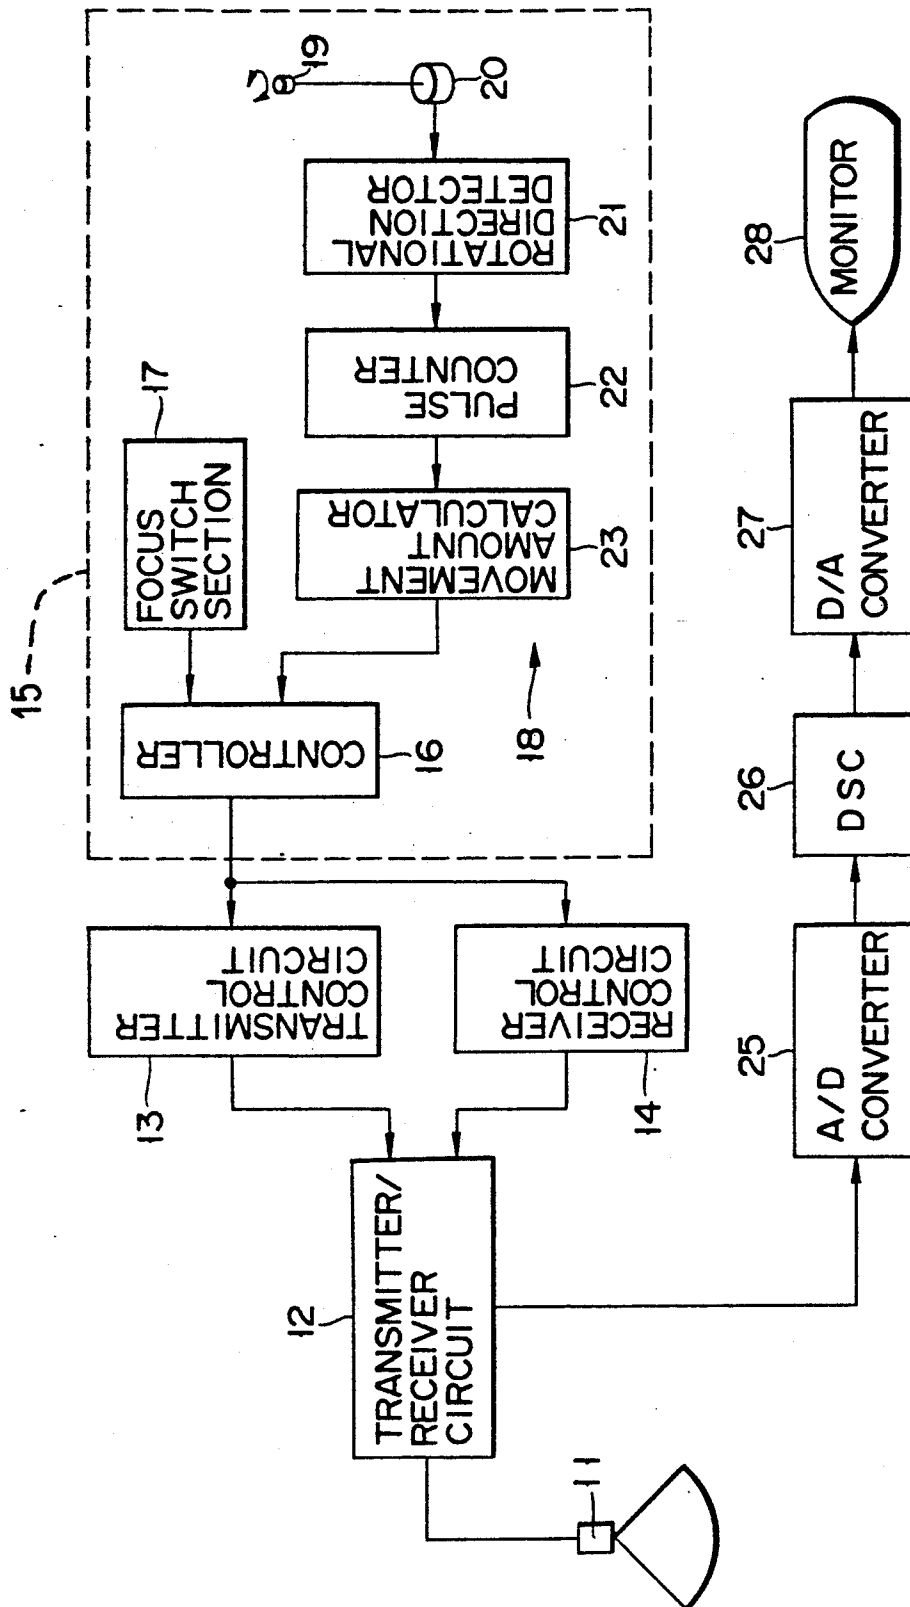 15
FOCUS
SWITCH
SECTION
17
19
20
ROTATIONAL
DIRECTION
DETECTOR
21
PULSE
COUNTER
22
MOVEMENT
AMOUNT
CALCULATOR
23
18
CONTROLLER
16
TRANSMITTER
CONTROL
CIRCUIT
13
RECEIVER
CONTROL
CIRCUIT
14
12
TRANSMITTER/
RECEIVER
CIRCUIT
11
25
A/D
CONVERTER
26
DSC
27
D/A
CONVERTER
28
MONITOR